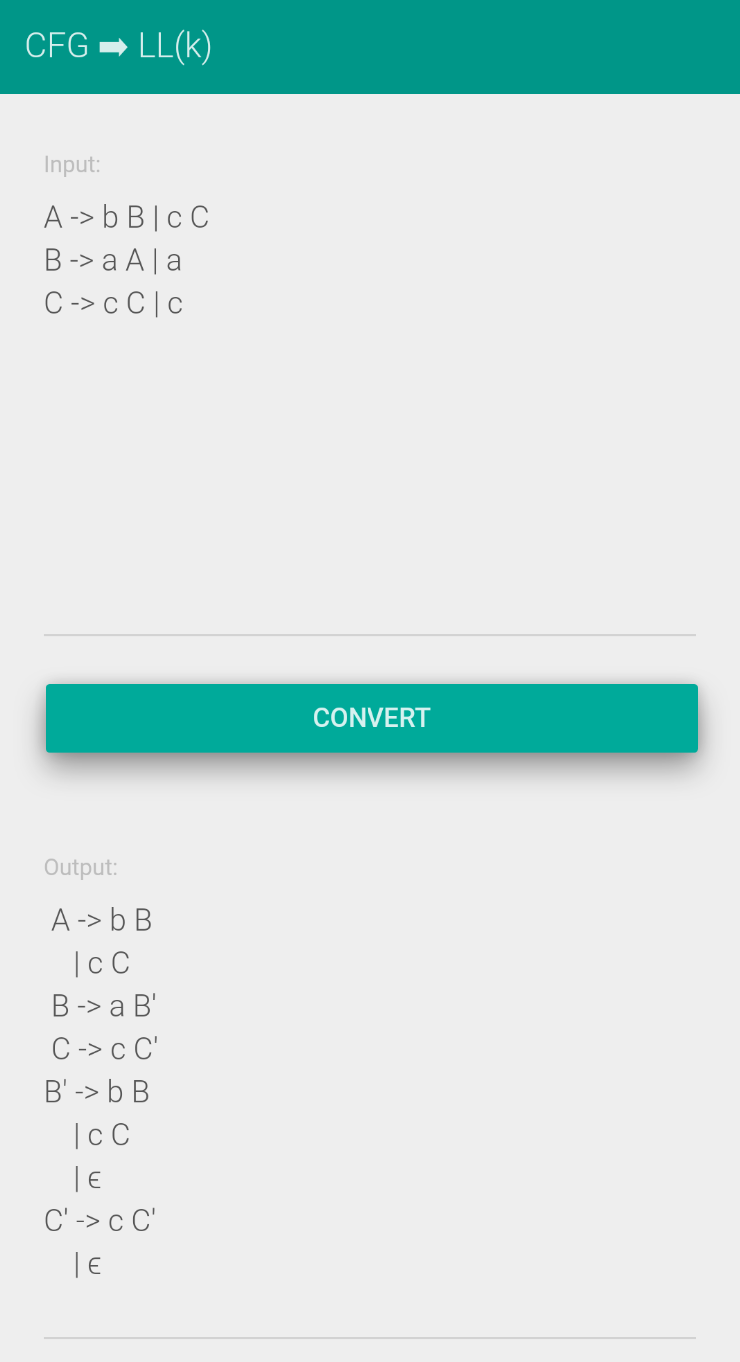 CFG ➡ LL(k)
Input:
A -> b B | c C
B -> a A | a
C -> c C | c
CONVERT
Output:
A -> b B
| c C
B -> a B'
C -> c C'
B' -> b B
| c C
| ϵ
C' -> c C'
| ϵ